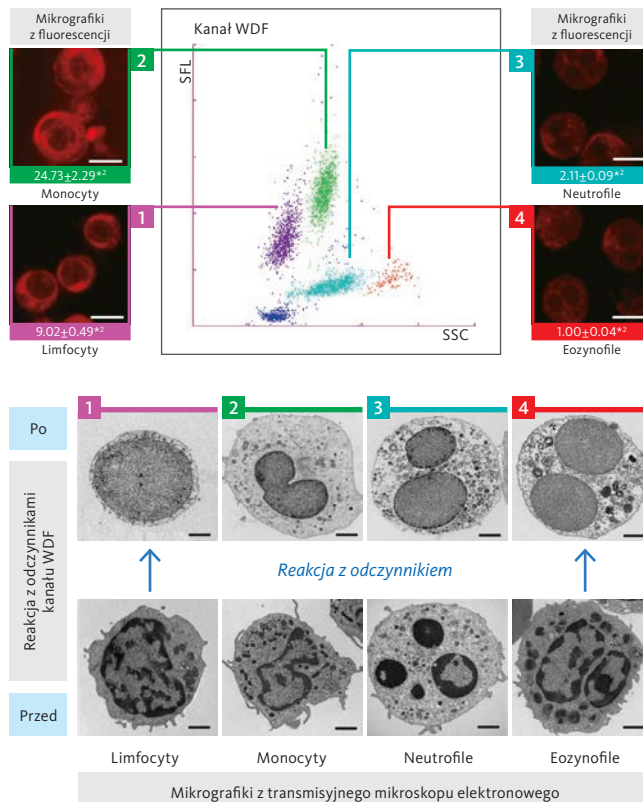 Mikrografiki
z fluorescencji
2
24.73±2.29*²
Monocyty
1
9.02±0.49*²
Limfocyty
Kanał WDF
SFL
SSC
Mikrografiki
z fluorescencji
3
2.11±0.09*²
Neutrofile
4
1.00±0.04*²
Eozynofile
1
2
3
4
Po
Reakcja z odczynnikami
kanału WDF
Reakcja z odczynnikiem
Przed
Limfocyty
Monocyty
Neutrofile
Eozynofile
Mikrografiki z transmisyjnego mikroskopu elektronowego